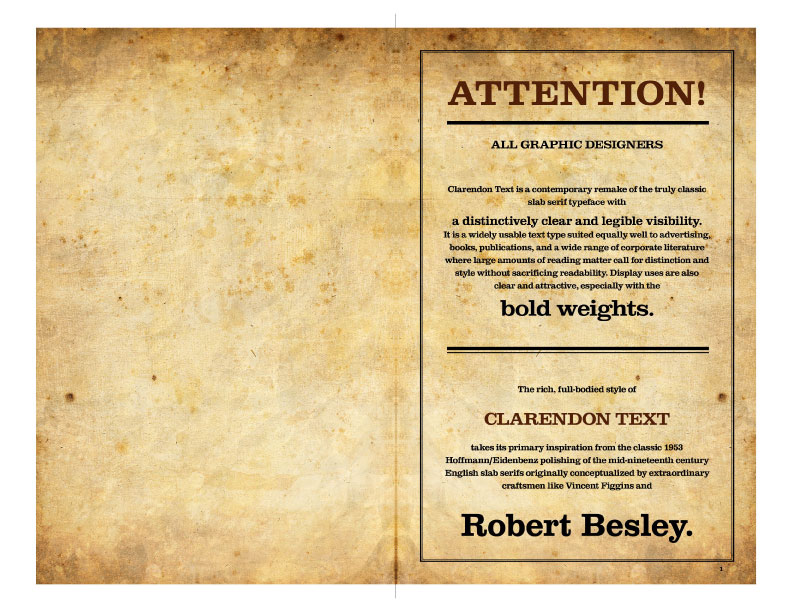 ATTENTION!
ALL GRAPHIC DESIGNERS
Clarendon Text is a contemporary remake of the truly classic
slab serif typeface with
a distinctively clear and legible visibility.
It is a widely usable text type suited equally well to advertising,
books, publications, and a wide range of corporate literature
where large amounts of reading matter call for distinction and
style without sacrificing readability. Display uses are also
clear and attractive, especially with the
bold weights.
The rich, full-bodied style of
CLARENDON TEXT
takes its primary inspiration from the classic 1953
Hoffmann/Eidenbenz polishing of the mid-nineteenth century
English slab serifs originally conceptualized by extraordinary
craftsmen like Vincent Figgins and
Robert Besley.
1